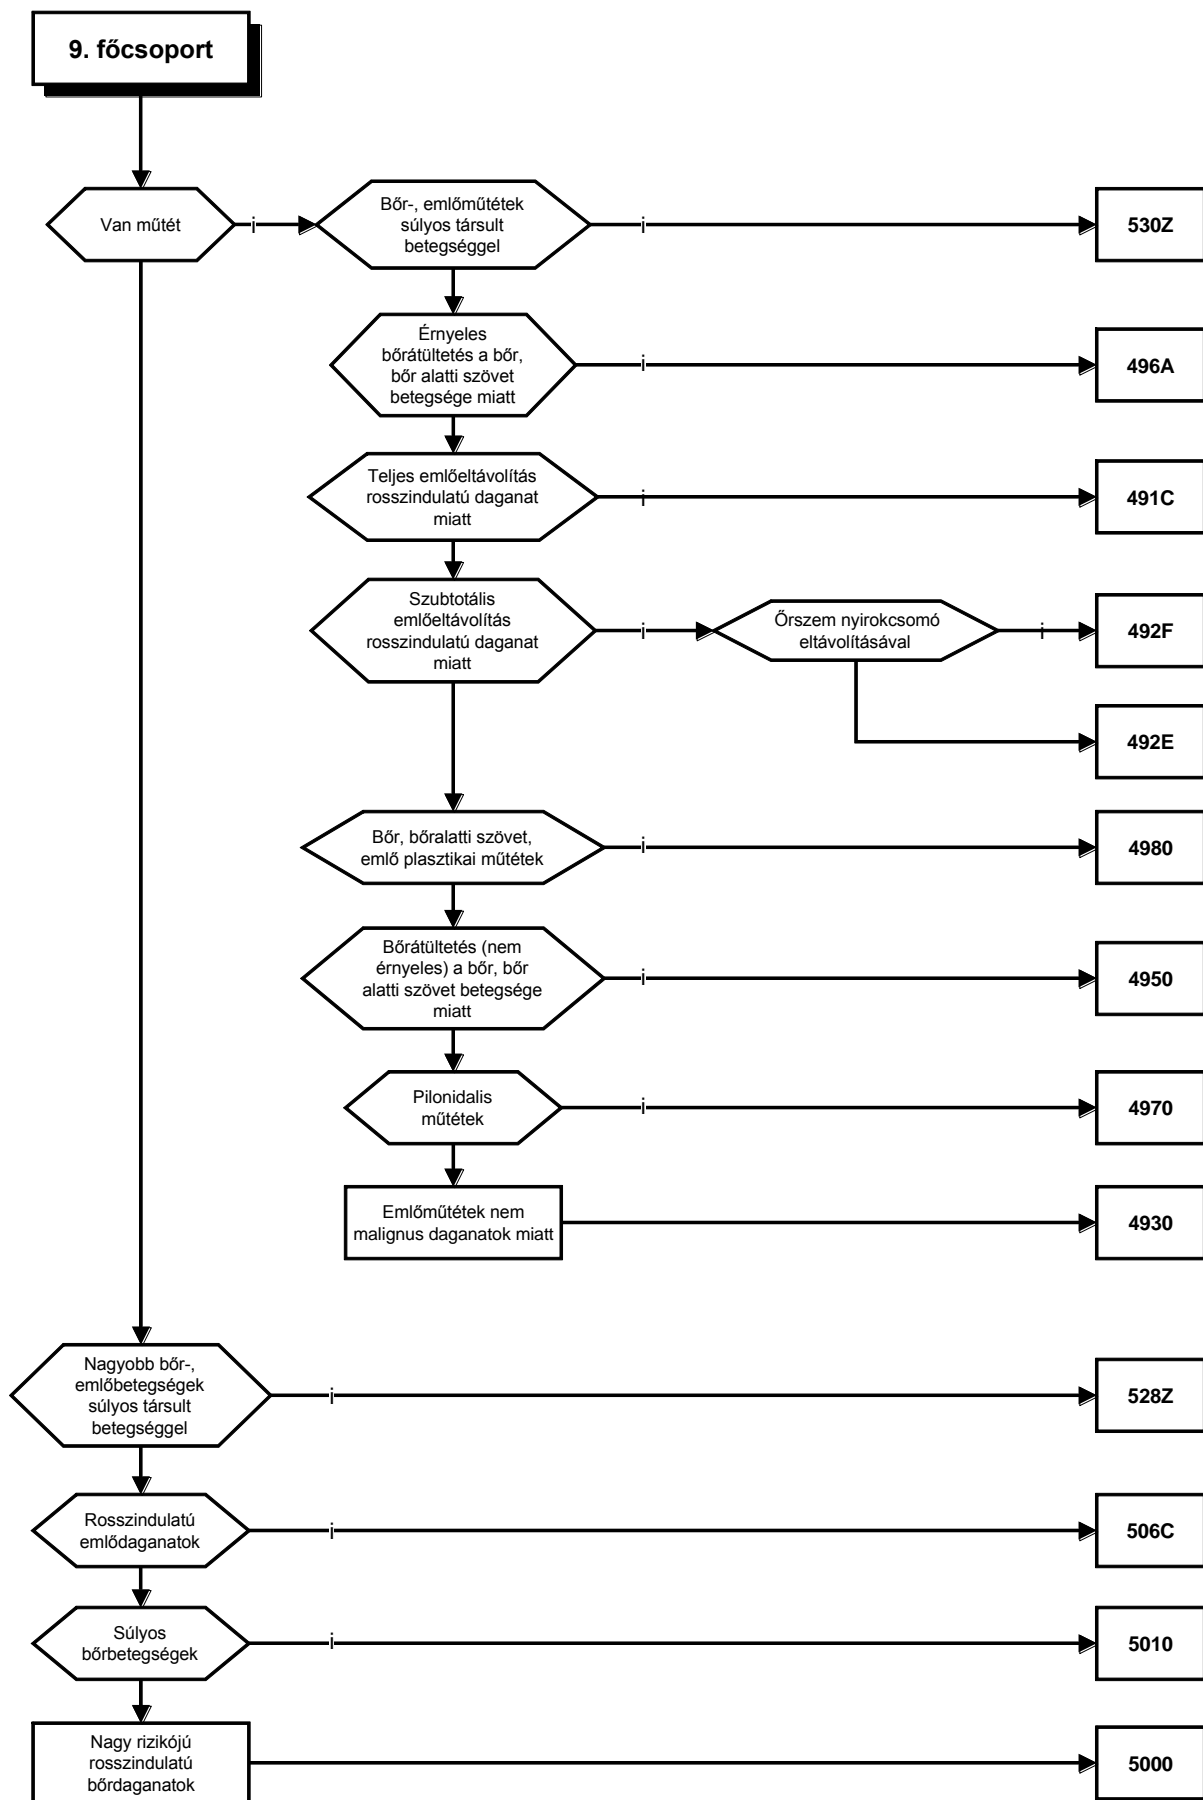 9. főcsoport
Van műtét
i
Bőr-, emlőműtétek
súlyos társult
betegséggel
i
530Z
Érnyeles
bőrátültetés a bőr,
bőr alatti szövet
betegsége miatt
i
496A
Teljes emlőeltávolítás
rosszindulatú daganat
miatt
i
491C
Szubtotális
emlőeltávolítás
rosszindulatú daganat
miatt
i
Őrszem nyirokcsomó
eltávolításával
i
492F
492E
Bőr, bőralatti szövet,
emlő plasztikai műtétek
i
4980
Bőrátültetés (nem
érnyeles) a bőr, bőr
alatti szövet betegsége
miatt
i
4950
Pilonidalis
műtétek
i
4970
Emlőműtétek nem
malignus daganatok miatt
4930
Nagyobb bőr-,
emlőbetegségek
súlyos társult
betegséggel
i
528Z
Rosszindulatú
emlődaganatok
i
506C
Súlyos
bőrbetegségek
i
5010
Nagy rizikójú
rosszindulatú
bőrdaganatok
5000